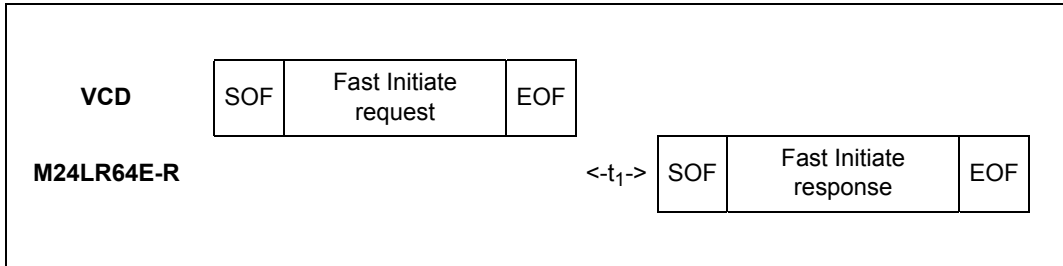 VCD SOF Fast Initiate request EOF
M24LR64E-R <-t₁-> SOF Fast Initiate response EOF